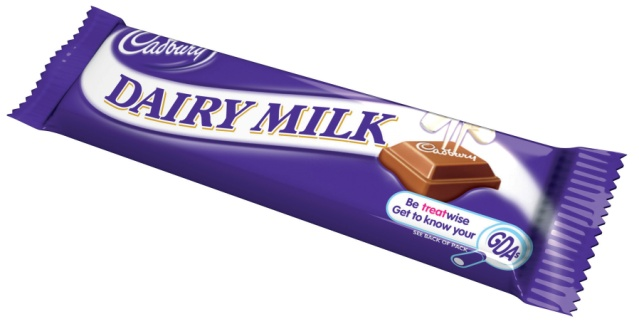 Cadbury
DAIRY MILK
Cadbury
Be treatwise
Get to know your
GDAs
SEE BACK OF PACK